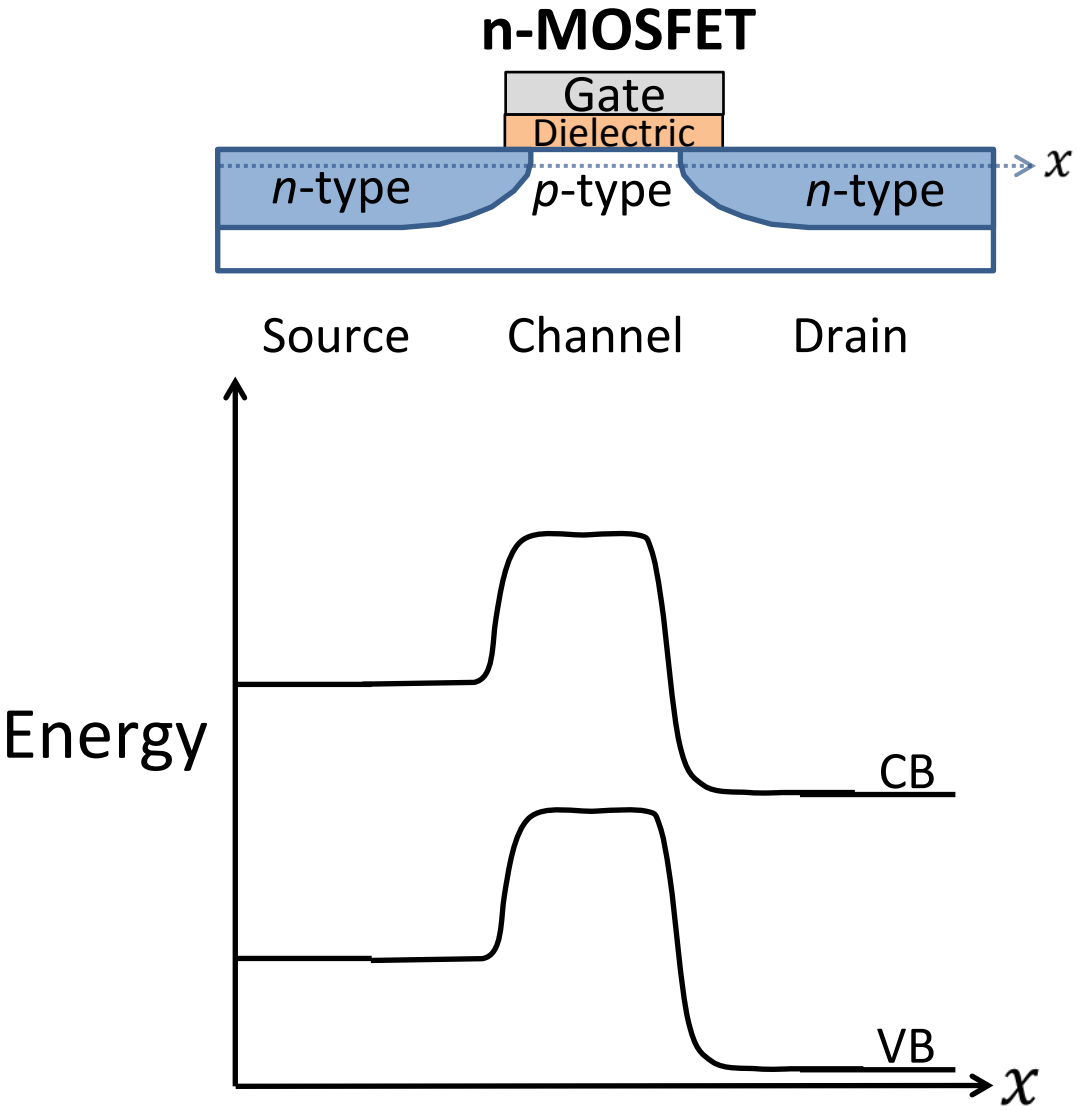 n-MOSFET
Gate
Dielectric
x
n-type
p-type
n-type
Source Channel Drain
Energy
CB
VB
x